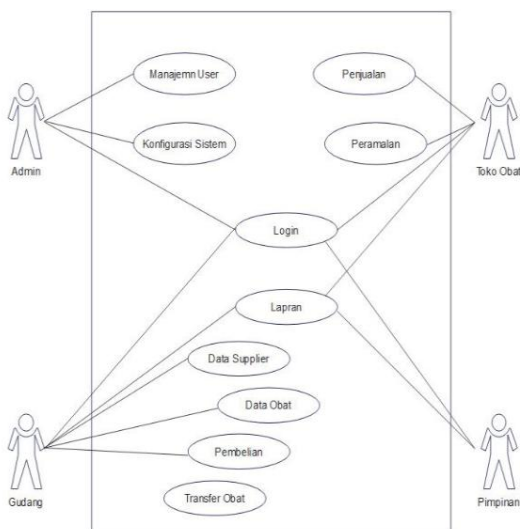 Manajemn User
Penjualan
Konfigurasi Sistem
Peramalan
Admin
Toko Obat
Login
Lapran
Data Supplier
Data Obat
Pembelian
Transfer Obat
Gudang
Pimpinan